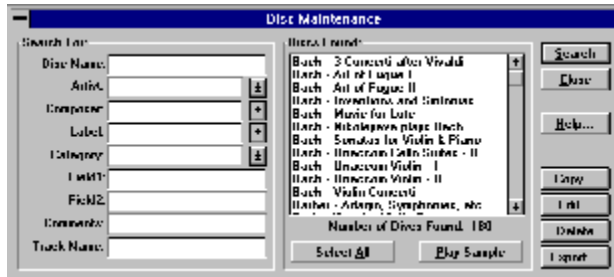 Disc Maintenance
Search For:
Disc Name:
Artist:
Composer:
Label:
Category:
Field1:
Field2:
Comments:
Track Name:
Discs Found:
Bach - 3 Concerti after Vivaldi
Bach - Art of Fugue I
Bach - Art of Fugue II
Bach - Inventions and Sinfonias
Bach - Music for Lute
Bach - Nikolayeva plays Bach
Bach - Sonatas for Violin & Piano
Bach - Unaccom Cello Suites - II
Bach - Unaccom Violin - I
Bach - Unaccom Violin - II
Bach - Violin Concerti
Barber - Adagio, Symphonies, etc
Number of Discs Found: 180
Select All
Play Sample
Search
Close
Help...
Copy
Edit
Delete
Export